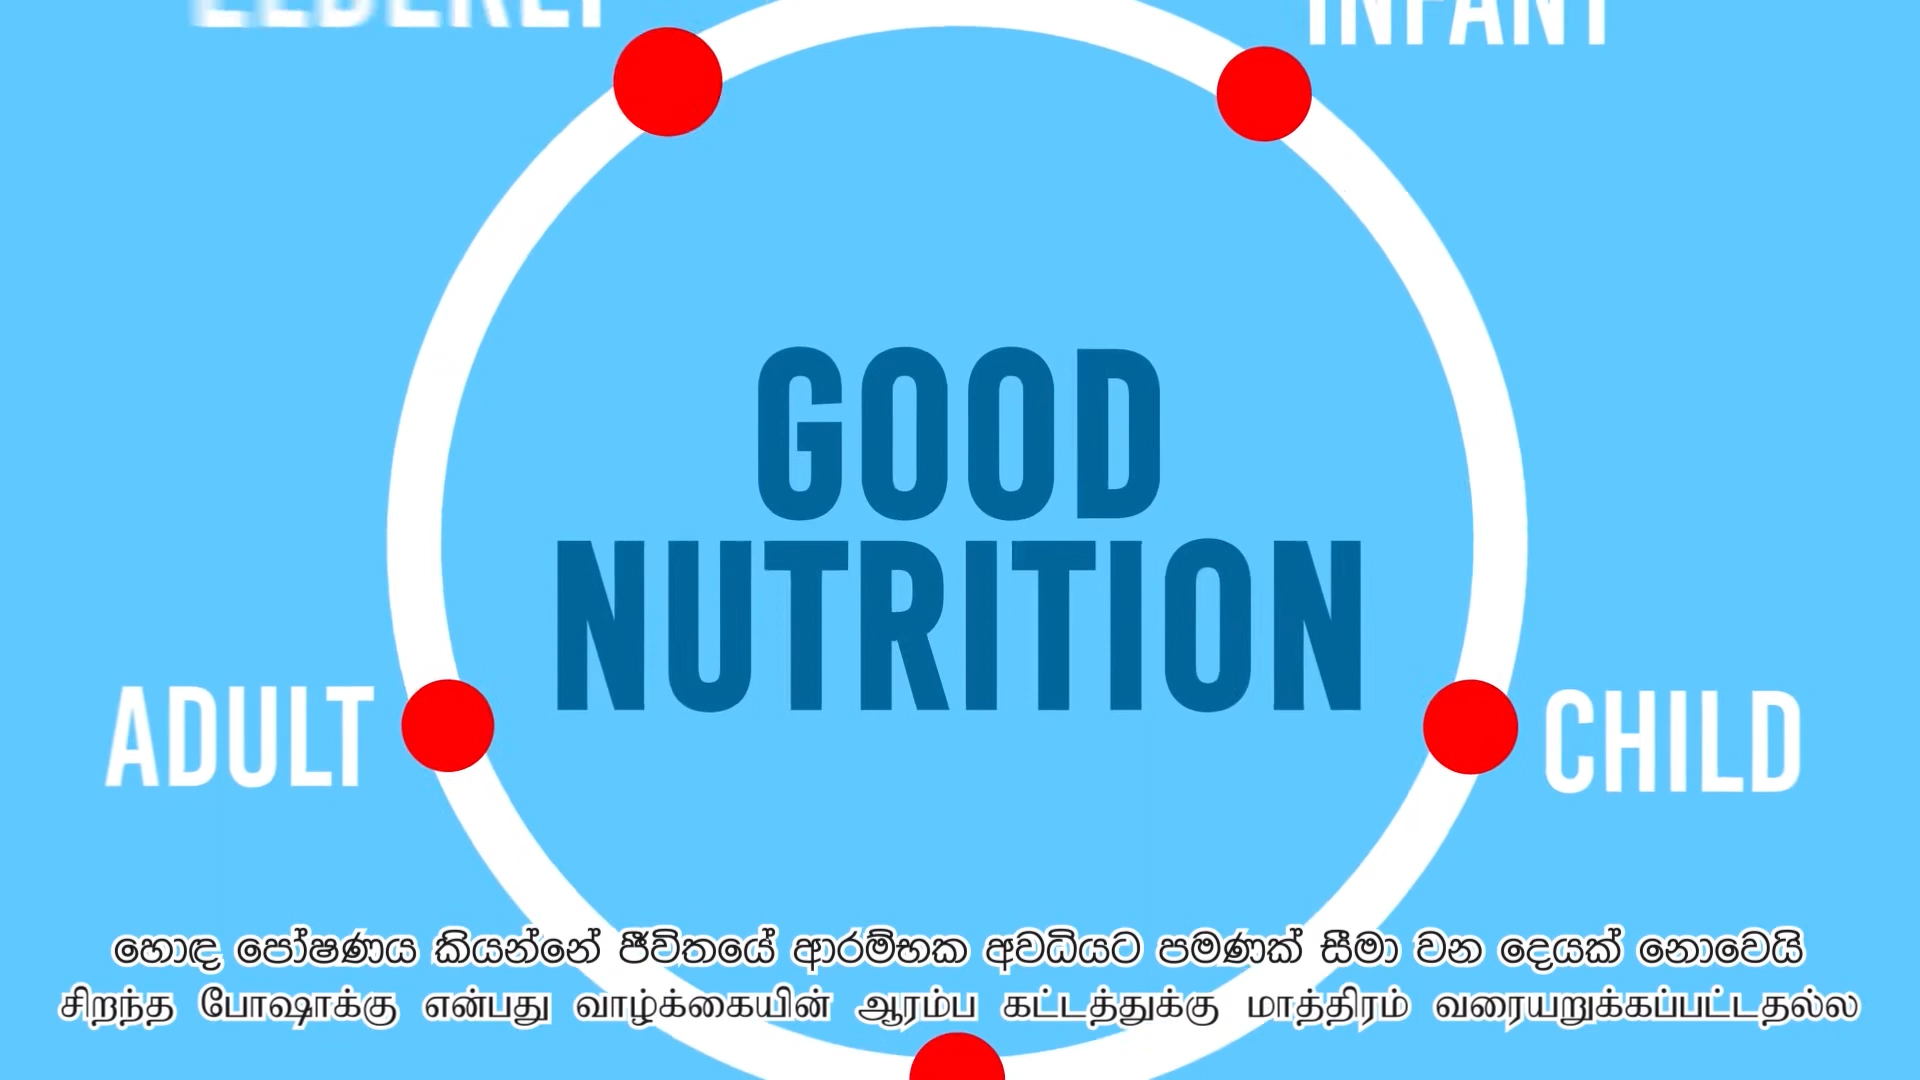 ELDERLY
INFANT
GOOD
NUTRITION
ADULT
CHILD
හොඳ පෝෂණය කියන්නේ ජීවිතයේ ආරම්භක අවධියට පමණක් සීමා වන දෙයක් නොවෙයි
சிறந்த போஷாக்கு என்பது வாழ்க்கையின் ஆரம்ப கட்டத்துக்கு மாத்திரம் வரையறுக்கப்பட்டதல்ல